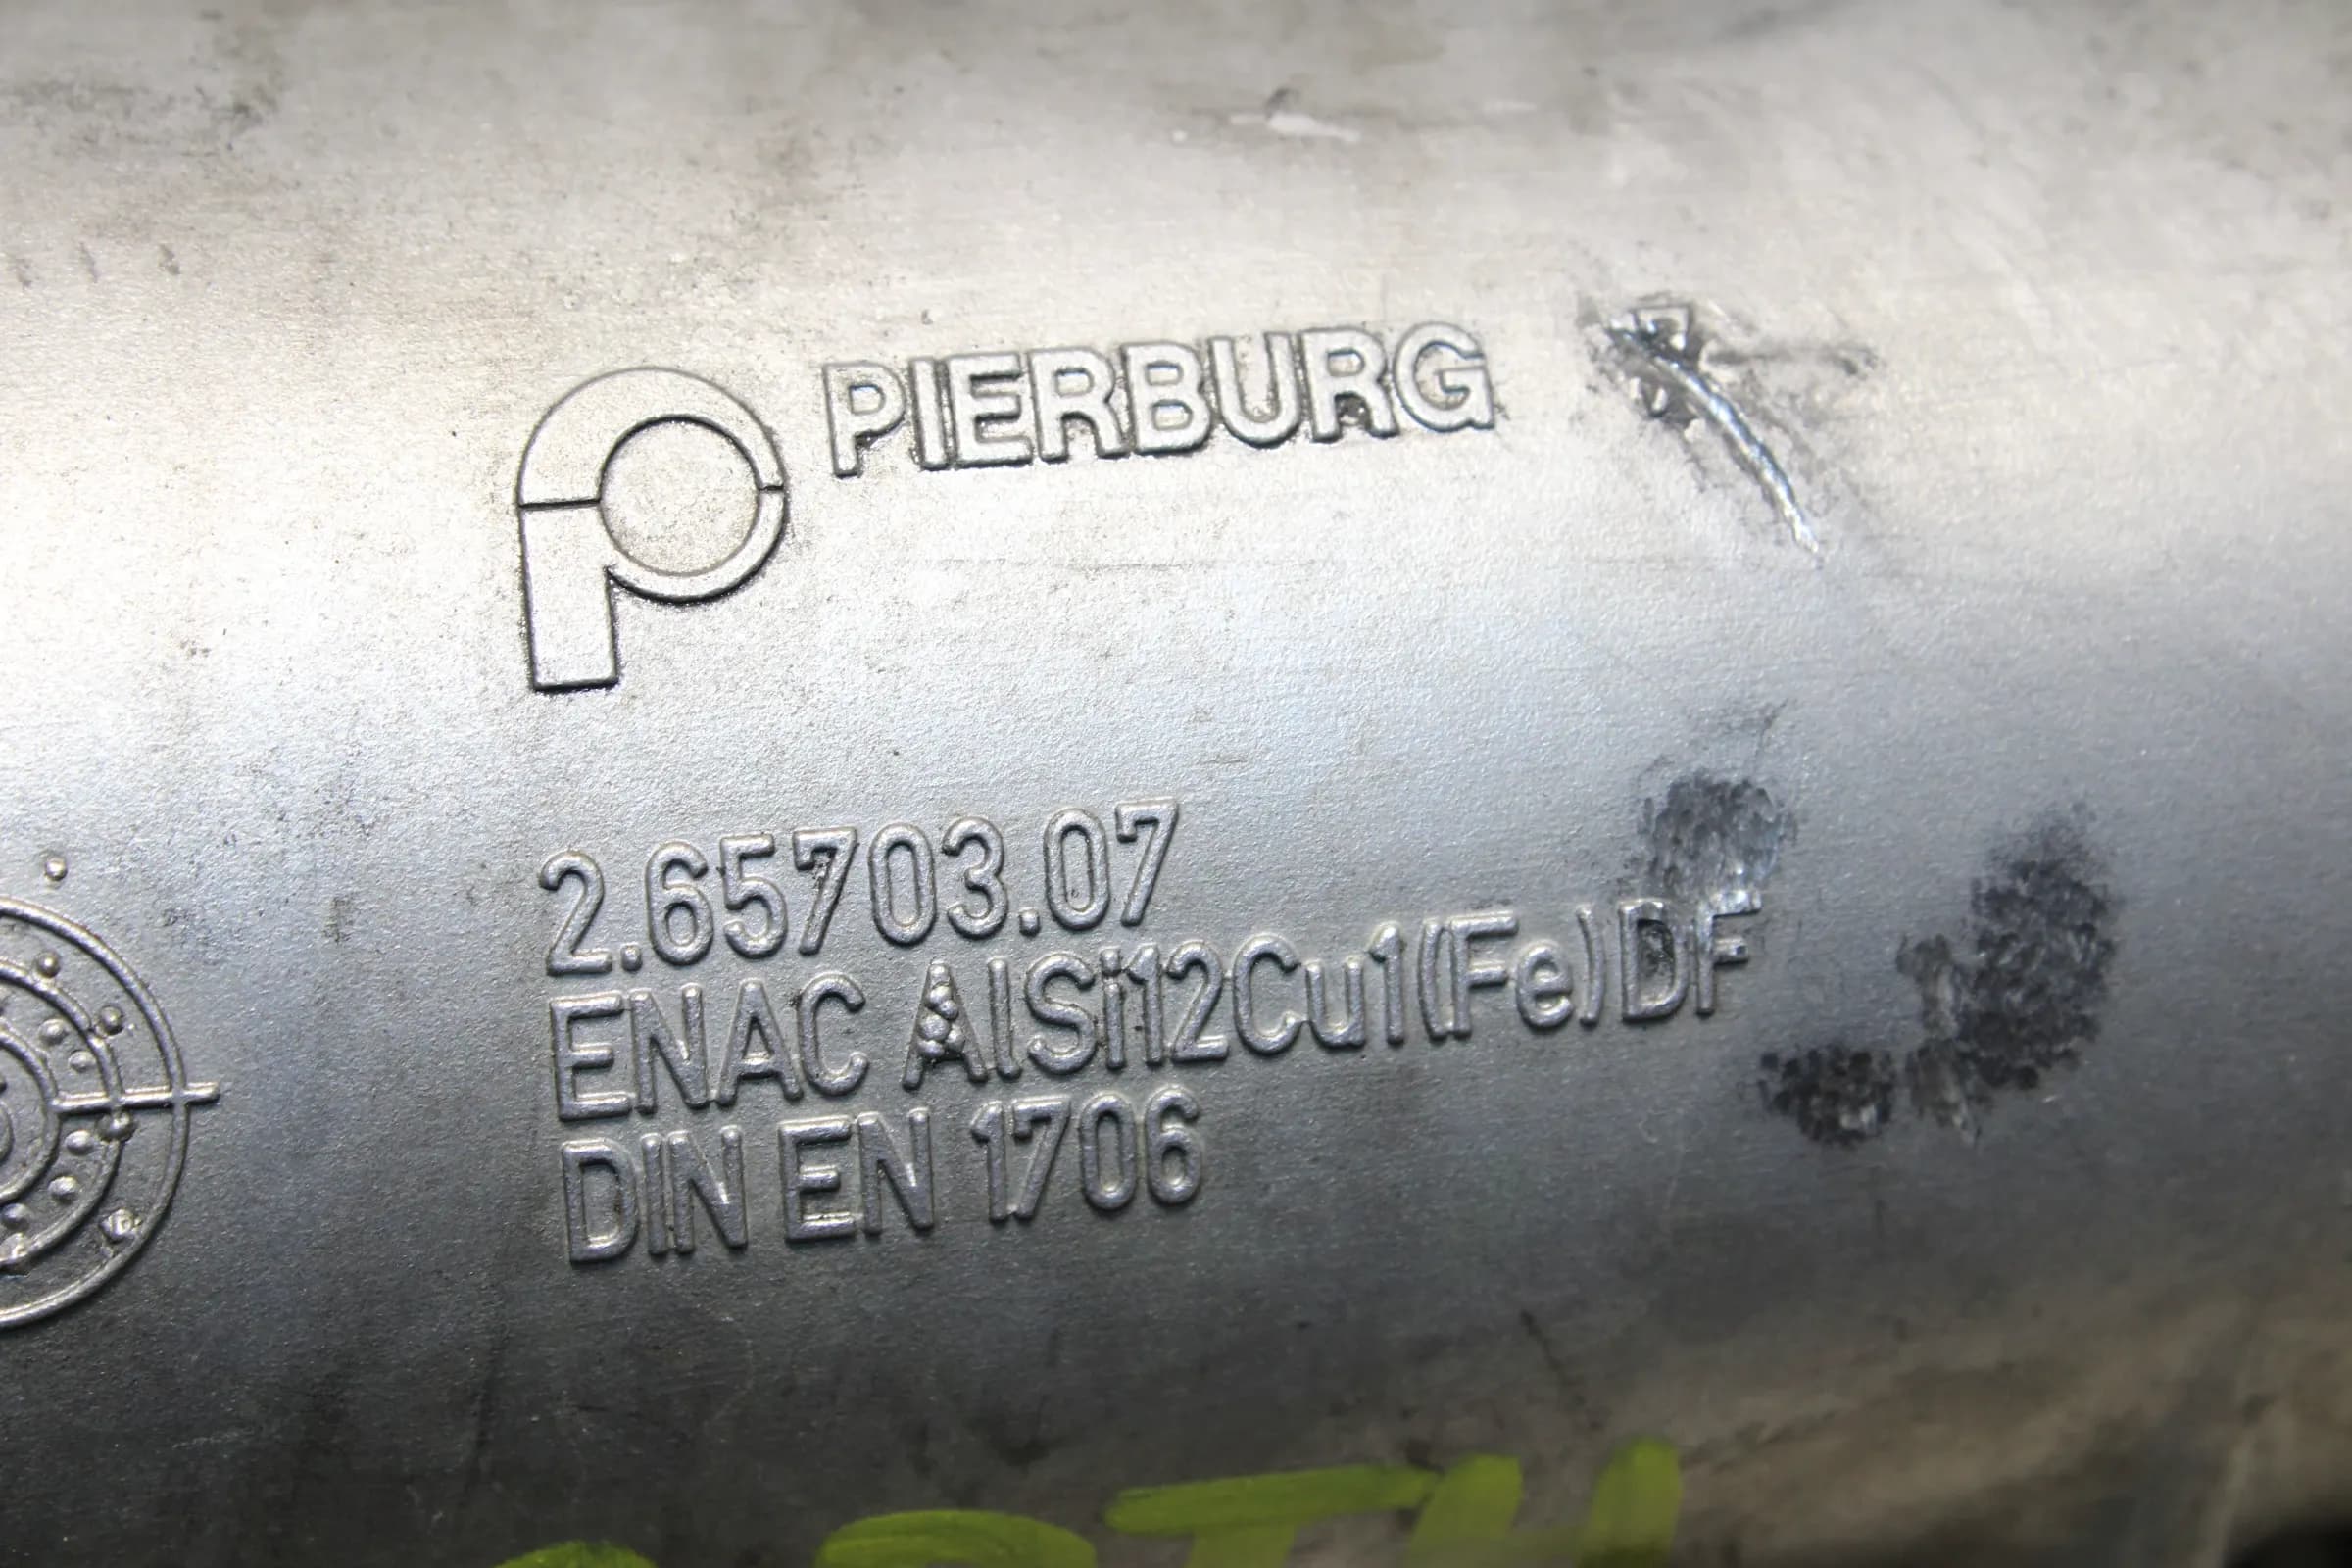 PIERBURG
2.65703.07
ENAC AlSi12Cu1(Fe)DF
DIN EN 1706